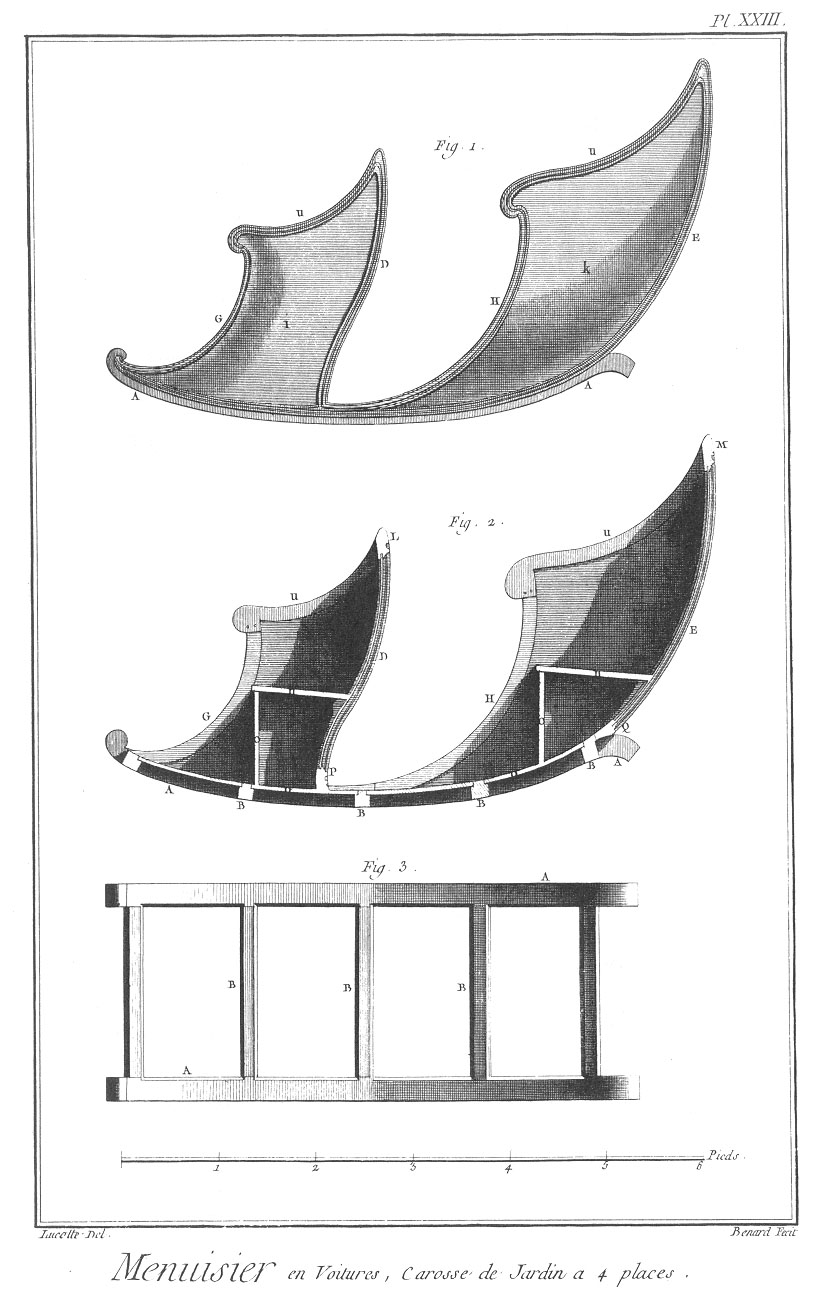 Pl. XXIII.
Fig. 1.
u
u
D
E
k
G
i
H
A
A
Fig. 2.
M
L
u
u
D
E
G
H
O
O
P
Q
A
B
B
B
B
A
Fig. 3.
A
B
B
B
A
1 2 3 4 5 6 Pieds.
Lucotte Del.
Benard Fecit
Menuisier en Voitures, Carosse de Jardin a 4 places.